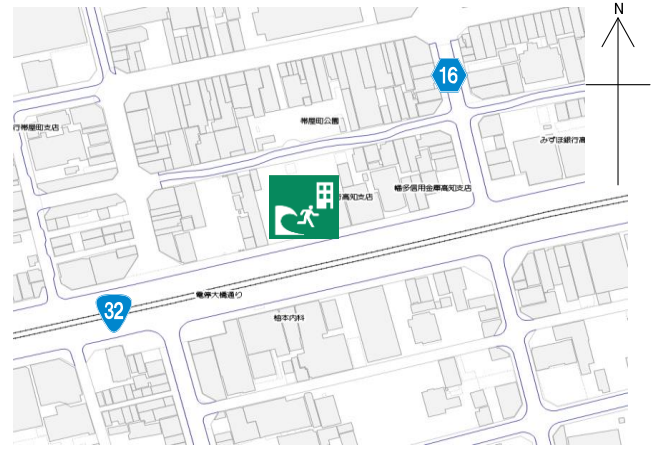 N
16
帯屋町公園
行帯屋町支店
みずほ銀行高
幡多信用金庫高知支店
行高知支店
電停大橋通り
32
植本内科